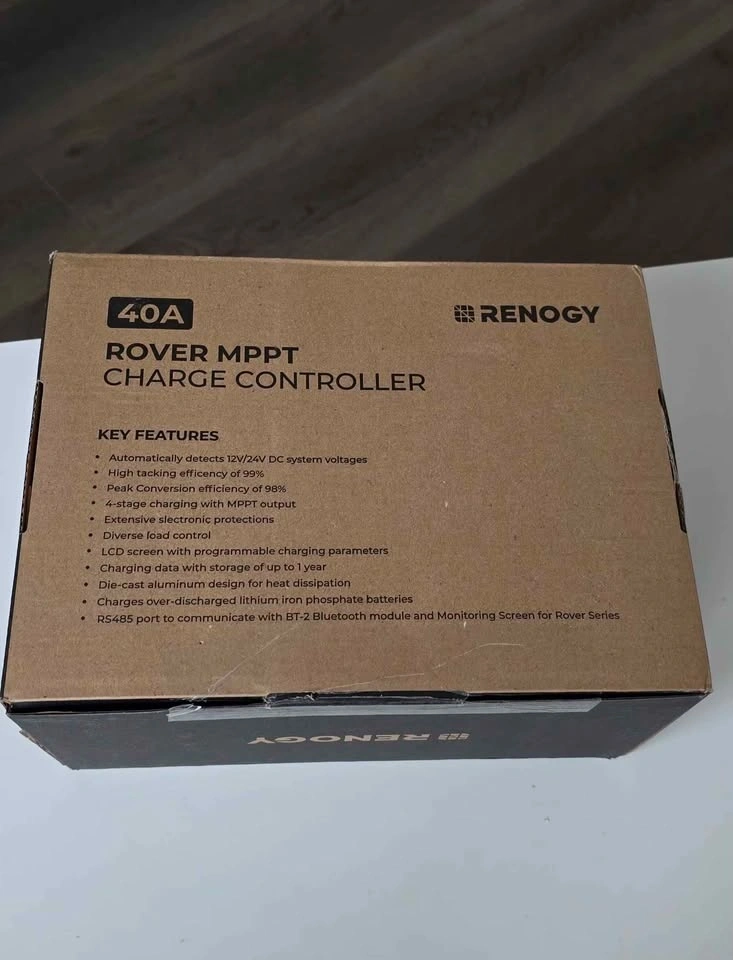 40A
RENOGY
ROVER MPPT
CHARGE CONTROLLER
KEY FEATURES
• Automatically detects 12V/24V DC system voltages
• High tacking efficency of 99%
• Peak Conversion efficiency of 98%
• 4-stage charging with MPPT output
• Extensive slectronic protections
• Diverse load control
• LCD screen with programmable charging parameters
• Charging data with storage of up to 1 year
• Die-cast aluminum design for heat dissipation
• Charges over-discharged lithium iron phosphate batteries
• RS485 port to communicate with BT-2 Bluetooth module and Monitoring Screen for Rover Series
RENOGY